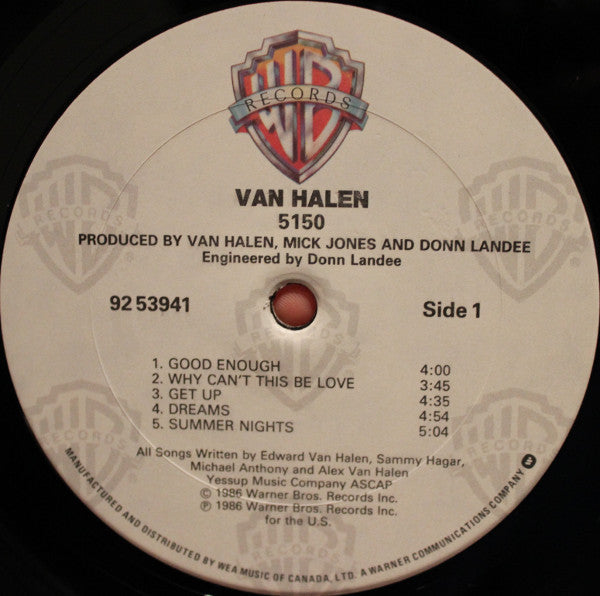 WB
RECORDS
VAN HALEN
5150
PRODUCED BY VAN HALEN, MICK JONES AND DONN LANDEE
Engineered by Donn Landee
92 53941
Side 1
1. GOOD ENOUGH 4:00
2. WHY CAN'T THIS BE LOVE 3:45
3. GET UP 4:35
4. DREAMS 4:54
5. SUMMER NIGHTS 5:04
All Songs Written by Edward Van Halen, Sammy Hagar,
Michael Anthony and Alex Van Halen
Yessup Music Company ASCAP
© 1986 Warner Bros. Records Inc.
℗ 1986 Warner Bros. Records Inc.
for the U.S.
MANUFACTURED AND DISTRIBUTED BY WEA MUSIC OF CANADA, LTD. A WARNER COMMUNICATIONS COMPANY